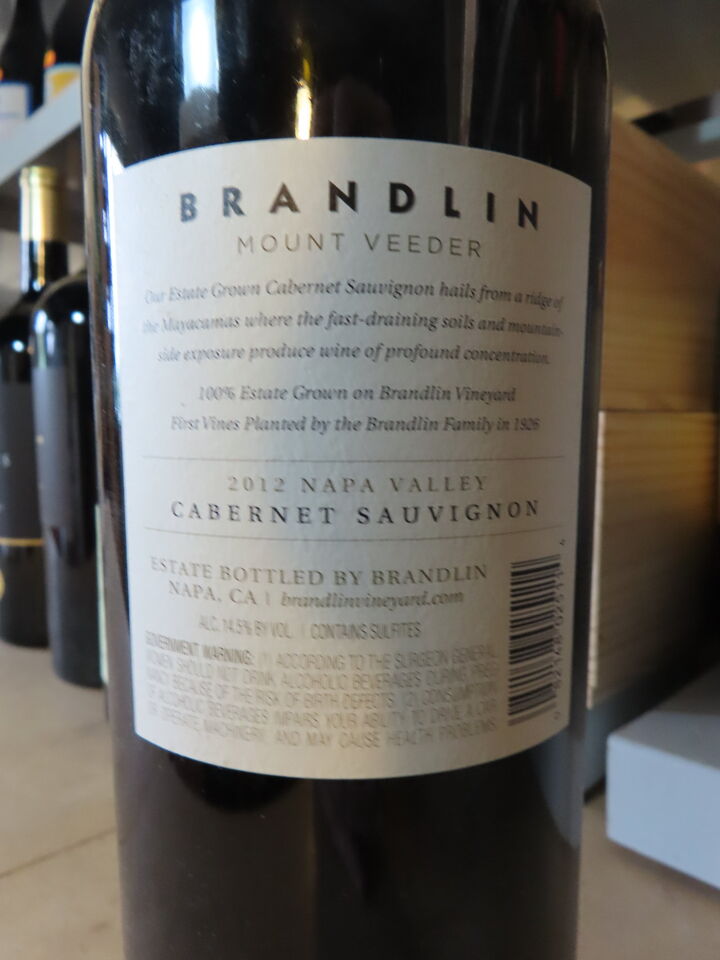 BRANDLIN
MOUNT VEEDER
Our Estate Grown Cabernet Sauvignon hails from a ridge of
the Mayacamas where the fast-draining soils and mountain-
side exposure produce wine of profound concentration.
100% Estate Grown on Brandlin Vineyard
First Vines Planted by the Brandlin Family in 1926
2012 NAPA VALLEY
CABERNET SAUVIGNON
ESTATE BOTTLED BY BRANDLIN
NAPA, CA | brandlinvineyard.com
ALC. 14.5% BY VOL. | CONTAINS SULFITES
GOVERNMENT WARNING: (1) ACCORDING TO THE SURGEON GENERAL,
WOMEN SHOULD NOT DRINK ALCOHOLIC BEVERAGES DURING PREG-
NANCY BECAUSE OF THE RISK OF BIRTH DEFECTS. (2) CONSUMPTION
OF ALCOHOLIC BEVERAGES IMPAIRS YOUR ABILITY TO DRIVE A CAR
OR OPERATE MACHINERY, AND MAY CAUSE HEALTH PROBLEMS.